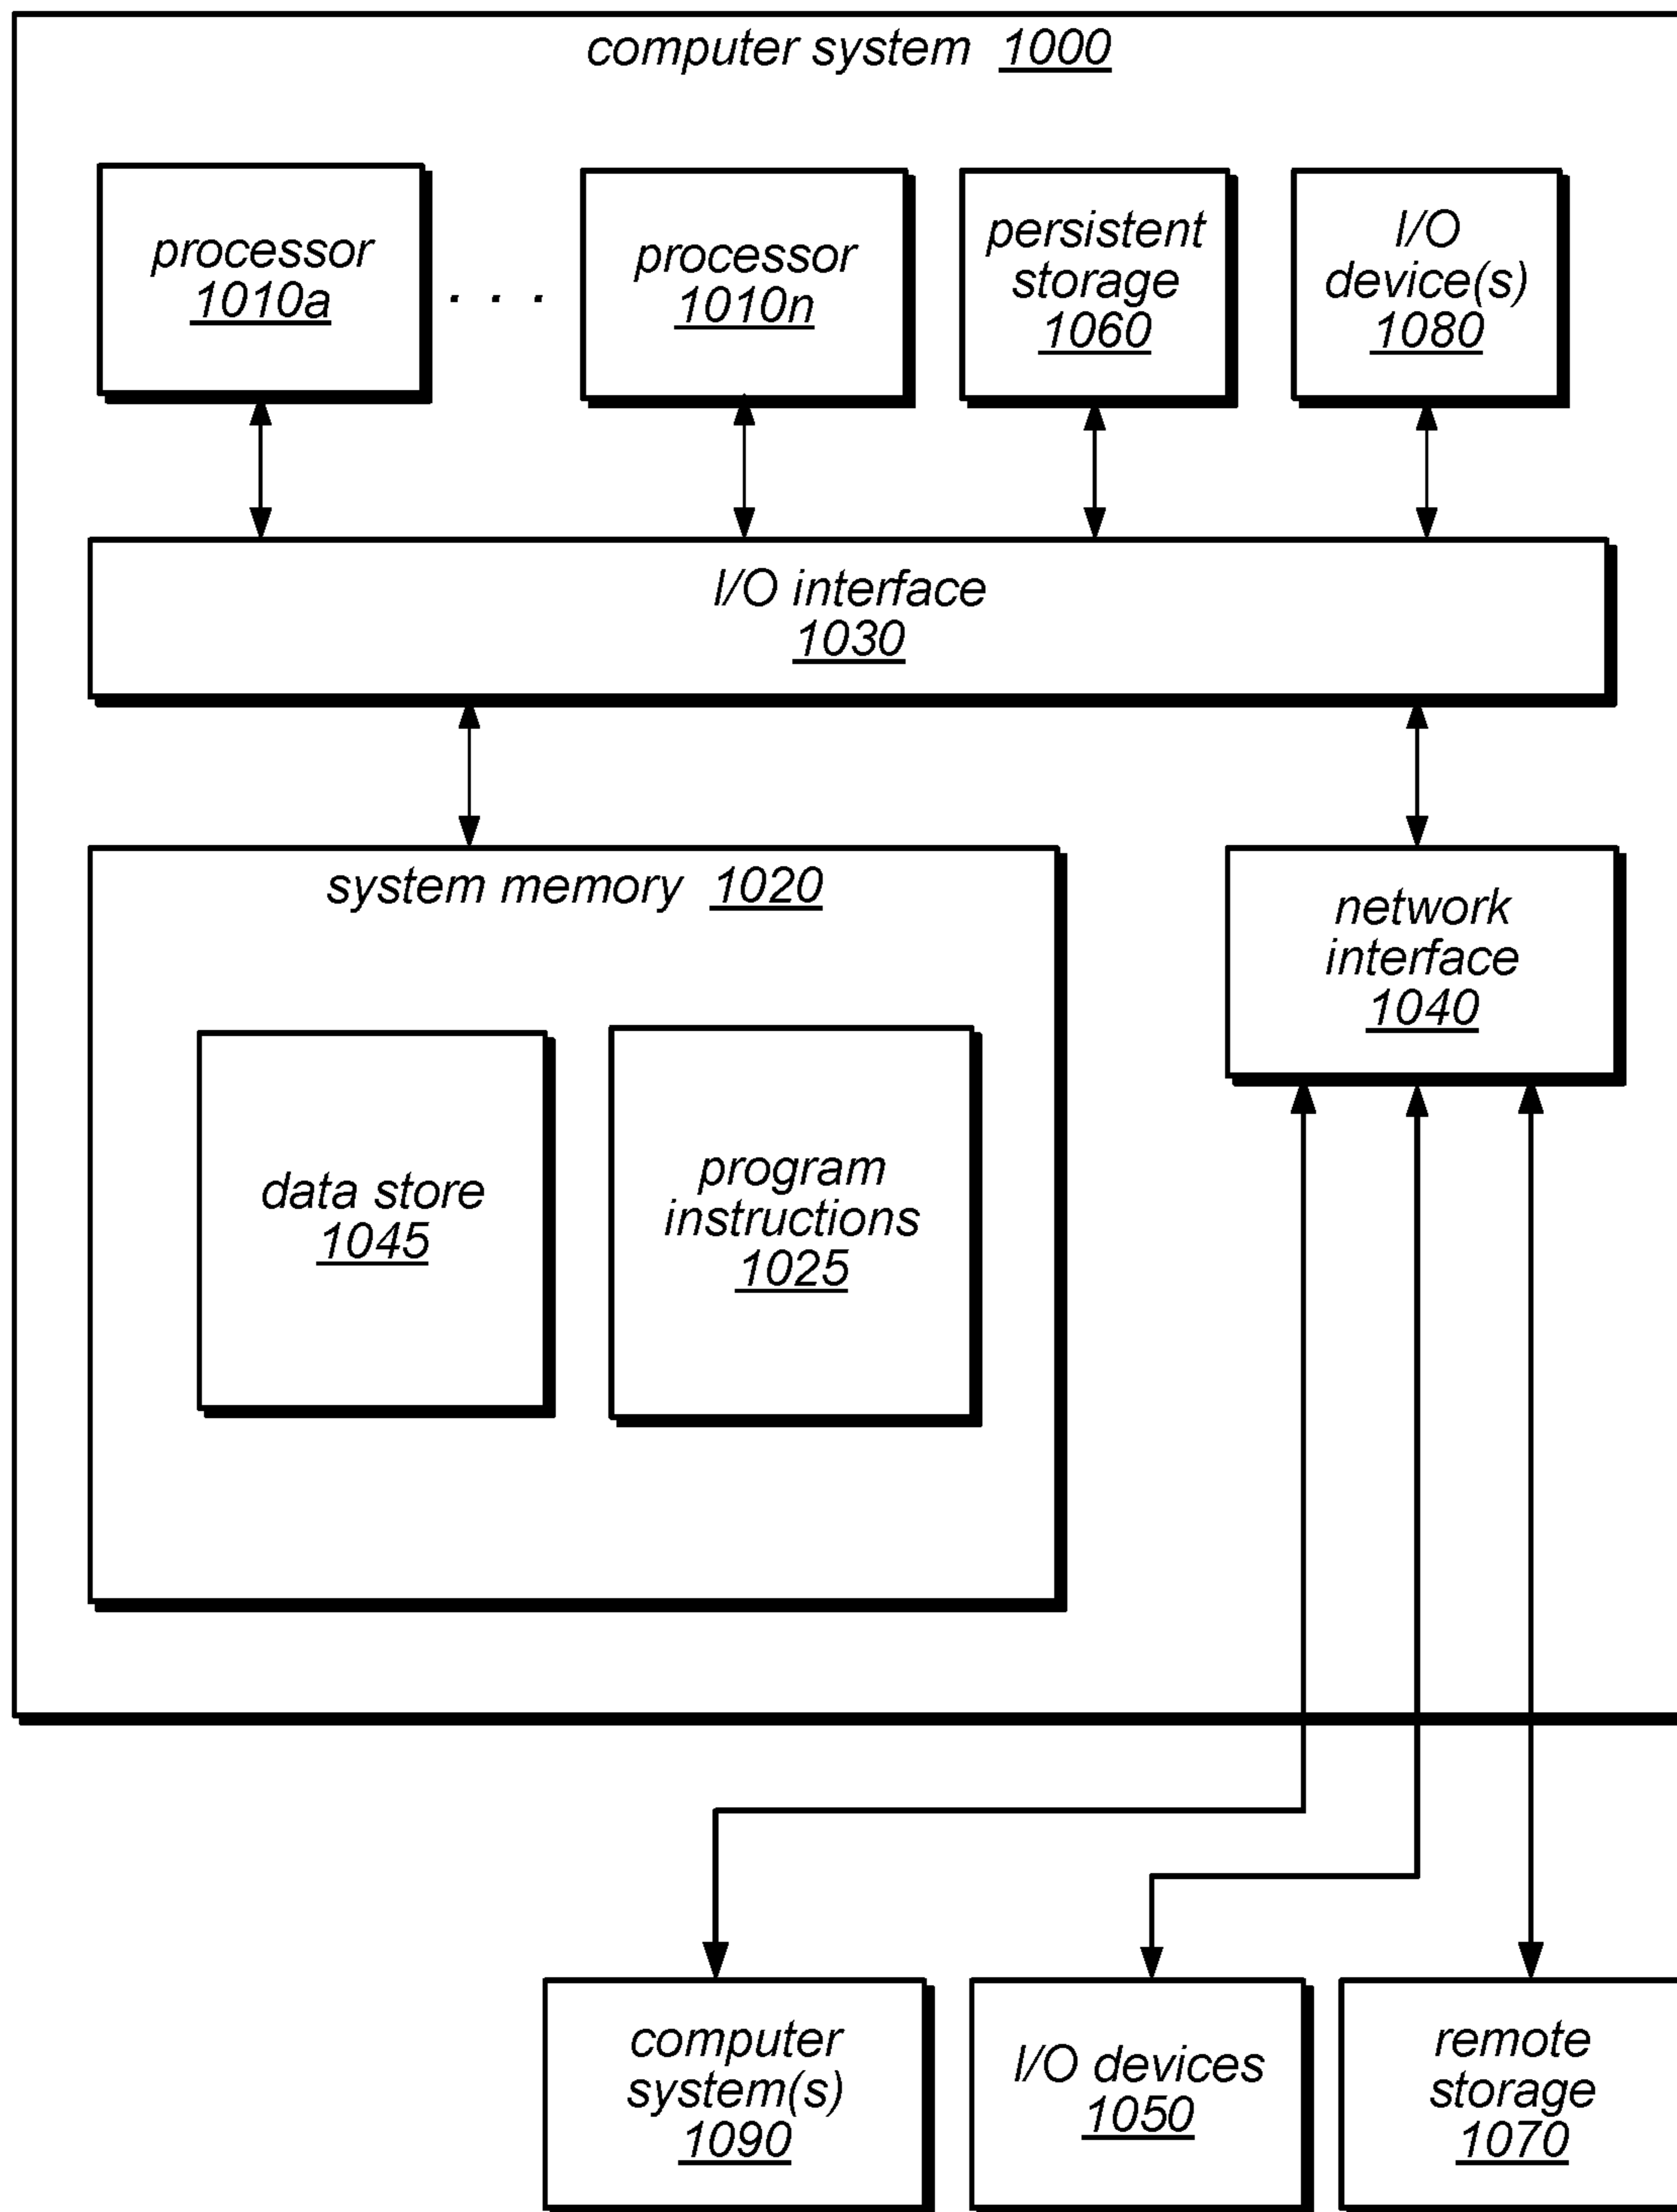 computer system 1000
processor
1010a
. . .
processor
1010n
persistent
storage
1060
I/O
device(s)
1080
I/O interface
1030
system memory 1020
data store
1045
program
instructions
1025
network
interface
1040
computer
system(s)
1090
I/O devices
1050
remote
storage
1070